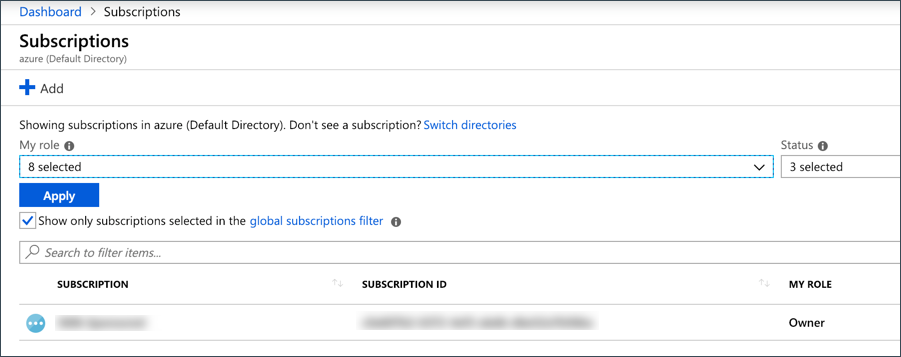 Dashboard > Subscriptions
Subscriptions
azure (Default Directory)
Add
Showing subscriptions in azure (Default Directory). Don't see a subscription? Switch directories
My role Status
8 selected 3 selected
Apply
Show only subscriptions selected in the global subscriptions filter
Search to filter items...
SUBSCRIPTION SUBSCRIPTION ID MY ROLE
Owner